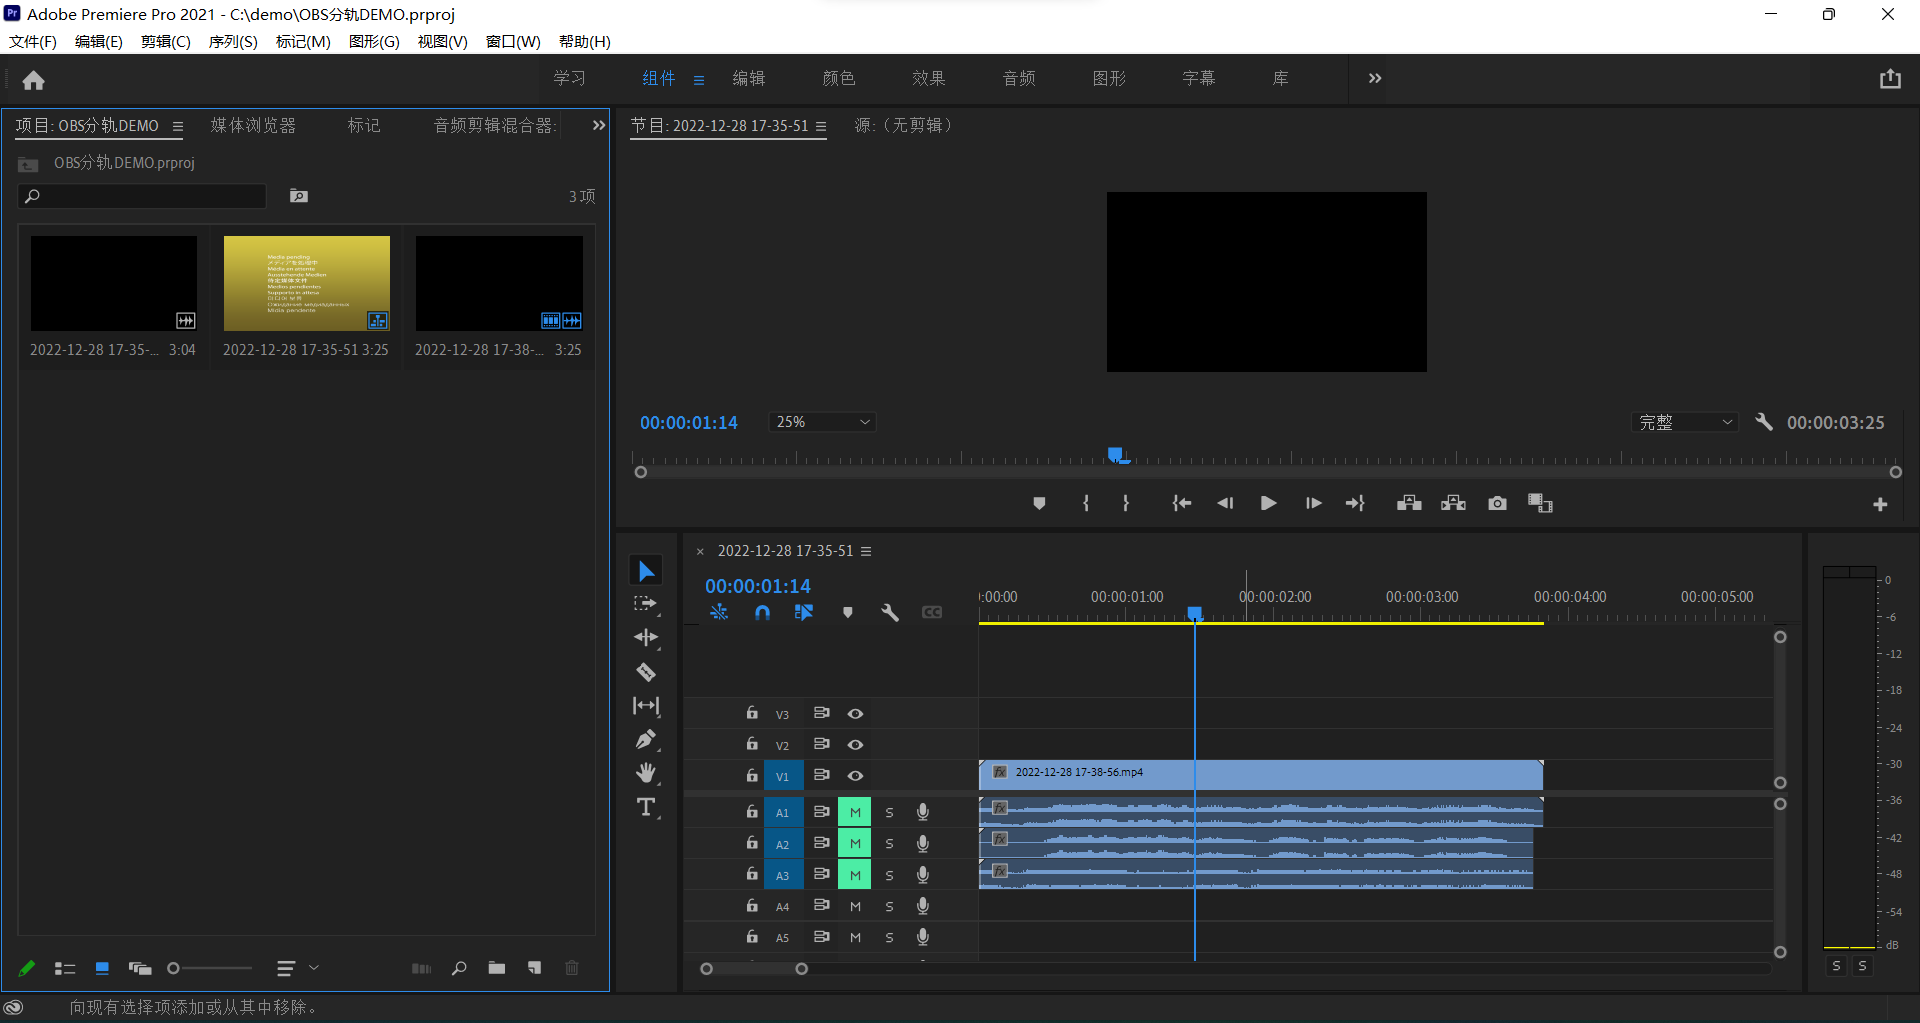 Pr Adobe Premiere Pro 2021 - C:\demo\OBS分轨DEMO.prproj
文件(F) 编辑(E) 剪辑(C) 序列(S) 标记(M) 图形(G) 视图(V) 窗口(W) 帮助(H)
学习 组件 编辑 颜色 效果 音频 图形 字幕 库
项目: OBS分轨DEMO 媒体浏览器 标记 音频剪辑混合器:
OBS分轨DEMO.prproj
3 项
Media pending
2022-12-28 17-35-... 3:04
2022-12-28 17-35-51 3:25
2022-12-28 17-38-... 3:25
节目: 2022-12-28 17-35-51 源:（无剪辑）
00:00:01:14 25% 完整 00:00:03:25
× 2022-12-28 17-35-51
00:00:01:14
:00:00 00:00:01:00 00:00:02:00 00:00:03:00 00:00:04:00 00:00:05:00
CC
V3
V2
V1 fx 2022-12-28 17-38-56.mp4
A1 M S fx
A2 M S fx
A3 M S fx
A4 M S
A5 M S
0
-6
-12
-18
-24
-30
-36
-42
-48
-54
dB
S S
向现有选择项添加或从其中移除。